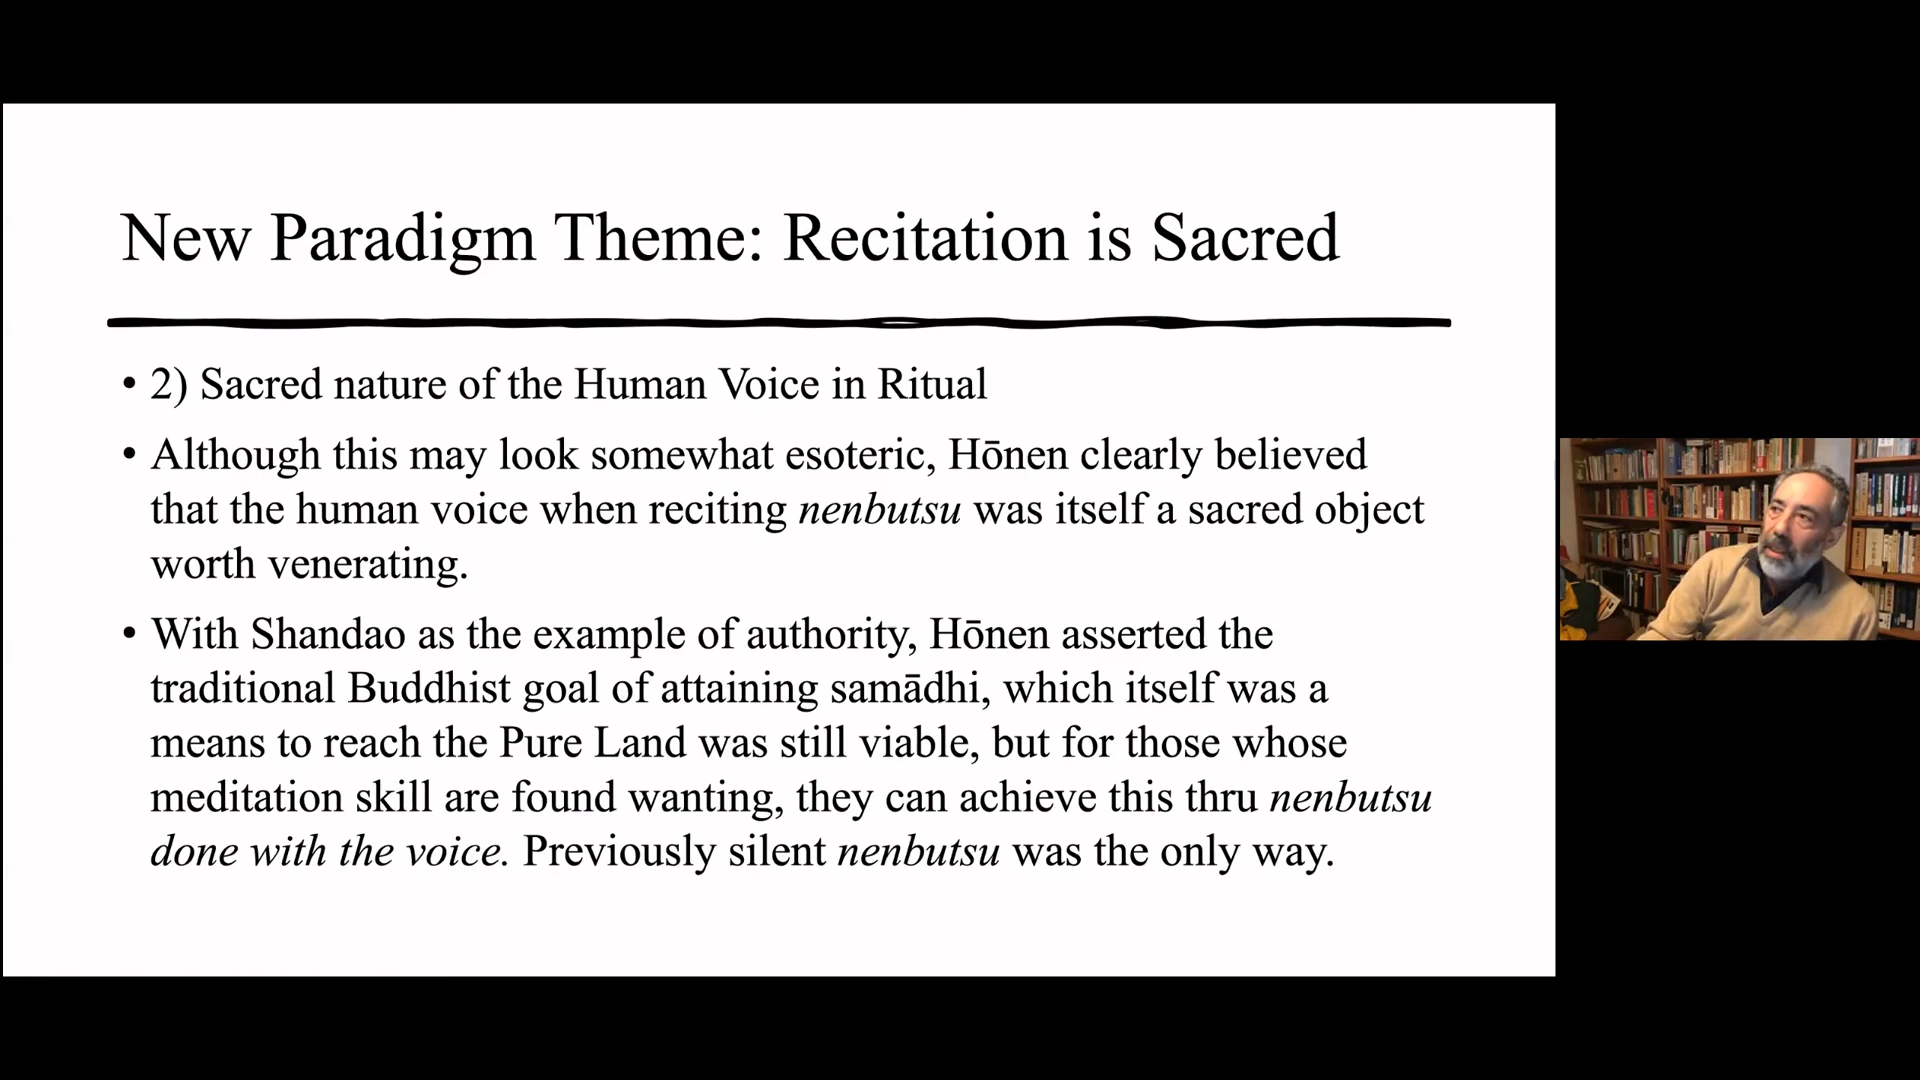 New Paradigm Theme: Recitation is Sacred
• 2) Sacred nature of the Human Voice in Ritual
• Although this may look somewhat esoteric, Hōnen clearly believed
that the human voice when reciting nenbutsu was itself a sacred object
worth venerating.
• With Shandao as the example of authority, Hōnen asserted the
traditional Buddhist goal of attaining samādhi, which itself was a
means to reach the Pure Land was still viable, but for those whose
meditation skill are found wanting, they can achieve this thru nenbutsu
done with the voice. Previously silent nenbutsu was the only way.